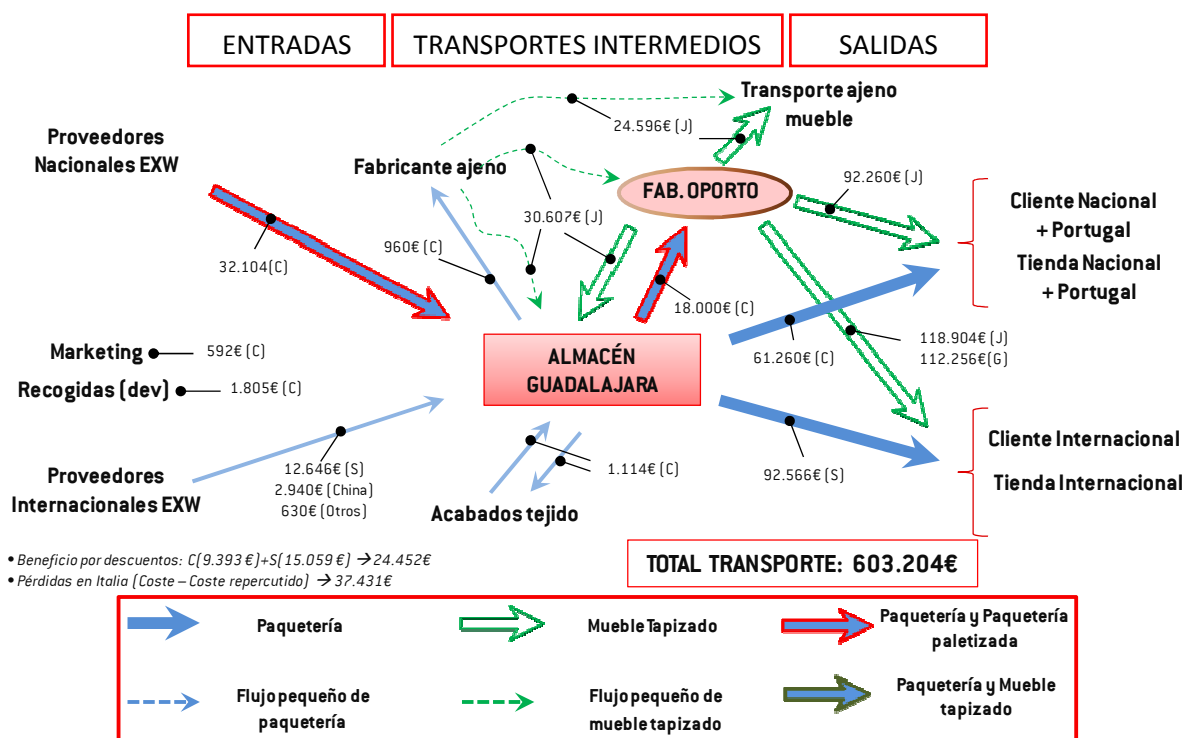 ENTRADAS
TRANSPORTES INTERMEDIOS
SALIDAS
Transporte ajeno
mueble
24.596€ (J)
Proveedores
Nacionales EXW
Fabricante ajeno
FAB. OPORTO
92.260€ (J)
Cliente Nacional
+ Portugal
Tienda Nacional
+ Portugal
30.607€ (J)
960€ (C)
32.104(C)
18.000€ (C)
118.904€ (J)
112.256€(G)
61.260€ (C)
Marketing
592€ (C)
Recogidas (dev)
1.805€ (C)
ALMACÉN
GUADALAJARA
Cliente Internacional
Tienda Internacional
12.646€ (S)
2.940€ (China)
630€ (Otros)
Proveedores
Internacionales EXW
1.114€ (C)
92.566€ (S)
Acabados tejido
• Beneficio por descuentos: C(9.393 €)+S(15.059 €) → 24.452€
• Pérdidas en Italia (Coste – Coste repercutido) → 37.431€
TOTAL TRANSPORTE: 603.204€
Paquetería
Mueble Tapizado
Paquetería y Paquetería
paletizada
Flujo pequeño de
paquetería
Flujo pequeño de
mueble tapizado
Paquetería y Mueble
tapizado